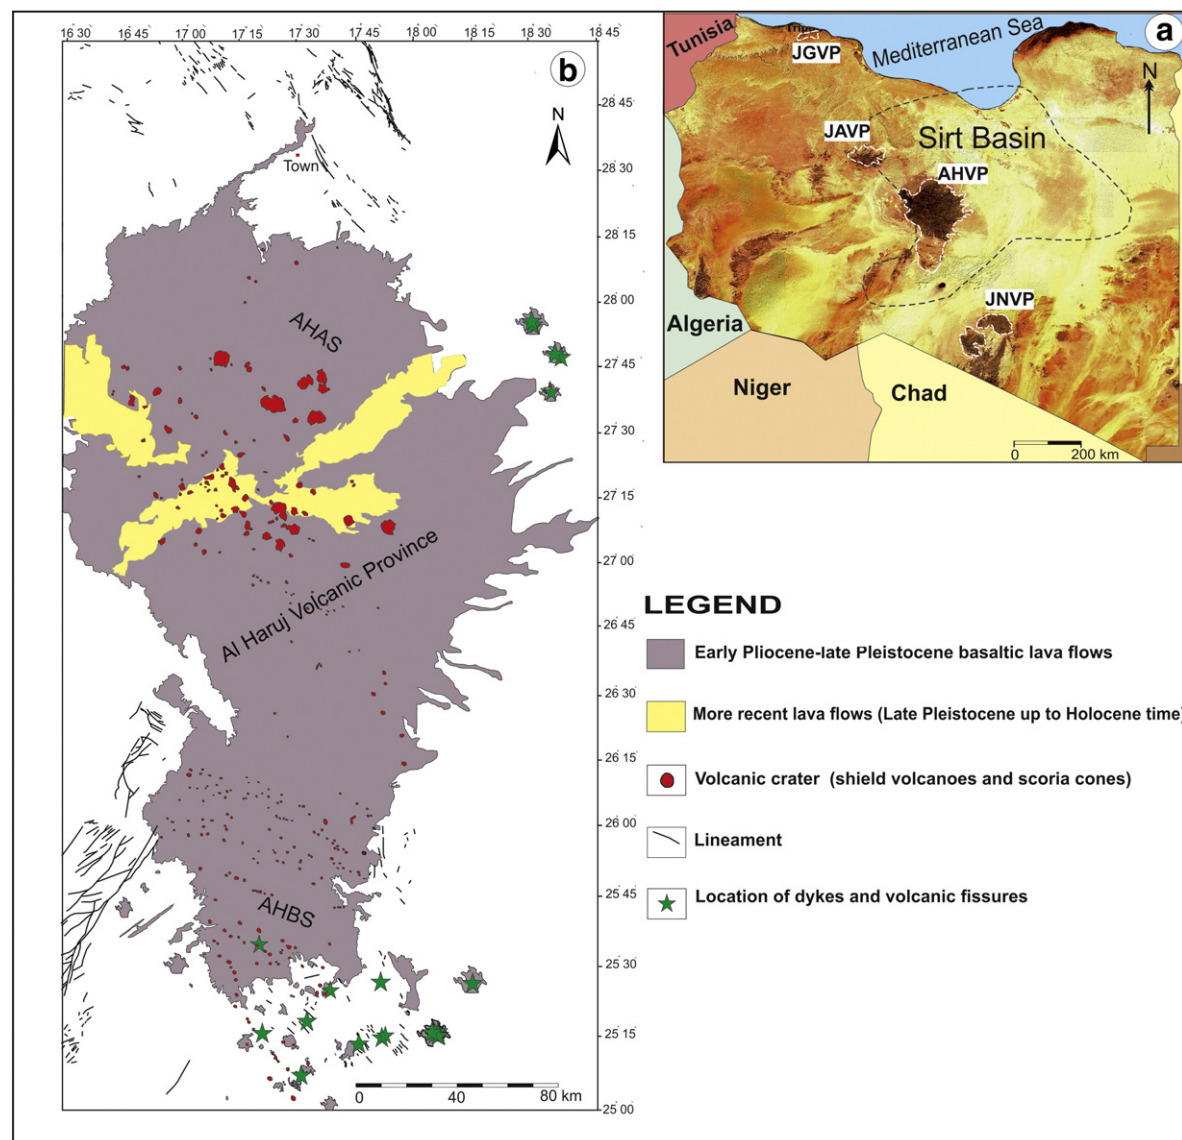 16 30 16 45 17 00 17 15 17 30 17 45 18 00 18 15 18 30 18 45
b
N
28 45
Town
28 30
28 15
28 00
AHAS
27 45
27 30
27 15
27 00
Al Haruj Volcanic Province
26 45
26 30
26 15
26 00
25 45
AHBS
25 30
25 15
0 40 80 km
25 00
a
Tunisia
JGVP
Mediterranean Sea
N
JAVP
Sirt Basin
AHVP
JNVP
Algeria
Niger
Chad
0 200 km
LEGEND
Early Pliocene-late Pleistocene basaltic lava flows
More recent lava flows (Late Pleistocene up to Holocene time)
Volcanic crater (shield volcanoes and scoria cones)
Lineament
Location of dykes and volcanic fissures